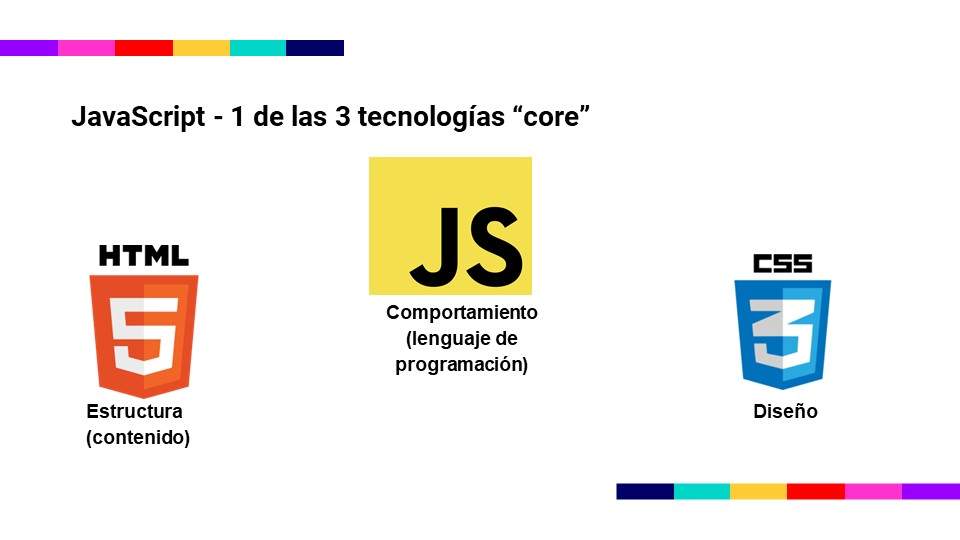 JavaScript - 1 de las 3 tecnologías “core”
HTML
5
Estructura
(contenido)
JS
Comportamiento
(lenguaje de
programación)
CSS
3
Diseño